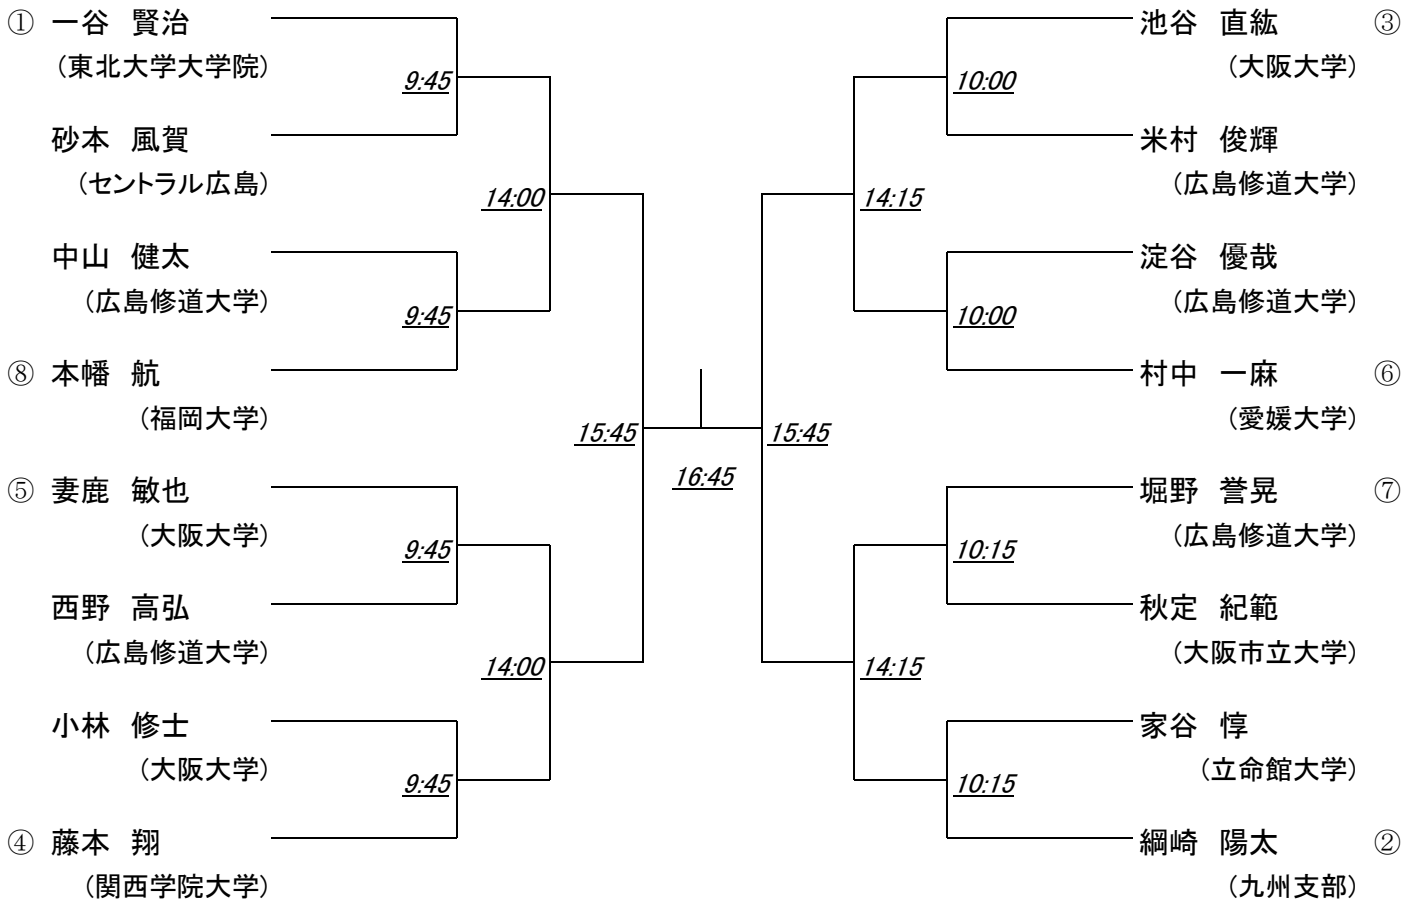 ① 一谷 賢治
(東北大学大学院)
9:45
砂本 風賀
(セントラル広島)
14:00
中山 健太
(広島修道大学)
9:45
⑧ 本幡 航
(福岡大学)
15:45
⑤ 妻鹿 敏也
(大阪大学)
9:45
西野 高弘
(広島修道大学)
14:00
小林 修士
(大阪大学)
9:45
④ 藤本 翔
(関西学院大学)
16:45
池谷 直紘 ③
(大阪大学)
10:00
米村 俊輝
(広島修道大学)
14:15
淀谷 優哉
(広島修道大学)
10:00
村中 一麻 ⑥
(愛媛大学)
15:45
堀野 誉晃 ⑦
(広島修道大学)
10:15
秋定 紀範
(大阪市立大学)
14:15
家谷 惇
(立命館大学)
10:15
綱崎 陽太 ②
(九州支部)